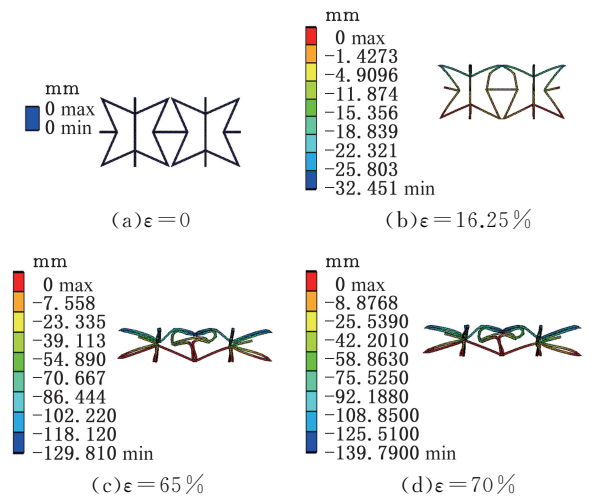 mm
0 max
0 min
(a)ε=0
mm
0 max
-1.4273
-4.9096
-11.874
-15.356
-18.839
-22.321
-25.803
-32.451 min
(b)ε=16.25%
mm
0 max
-7.558
-23.335
-39.113
-54.890
-70.667
-86.444
-102.220
-118.120
-129.810 min
(c)ε=65%
mm
0 max
-8.8768
-25.5390
-42.2010
-58.8630
-75.5250
-92.1880
-108.8500
-125.5100
-139.7900 min
(d)ε=70%